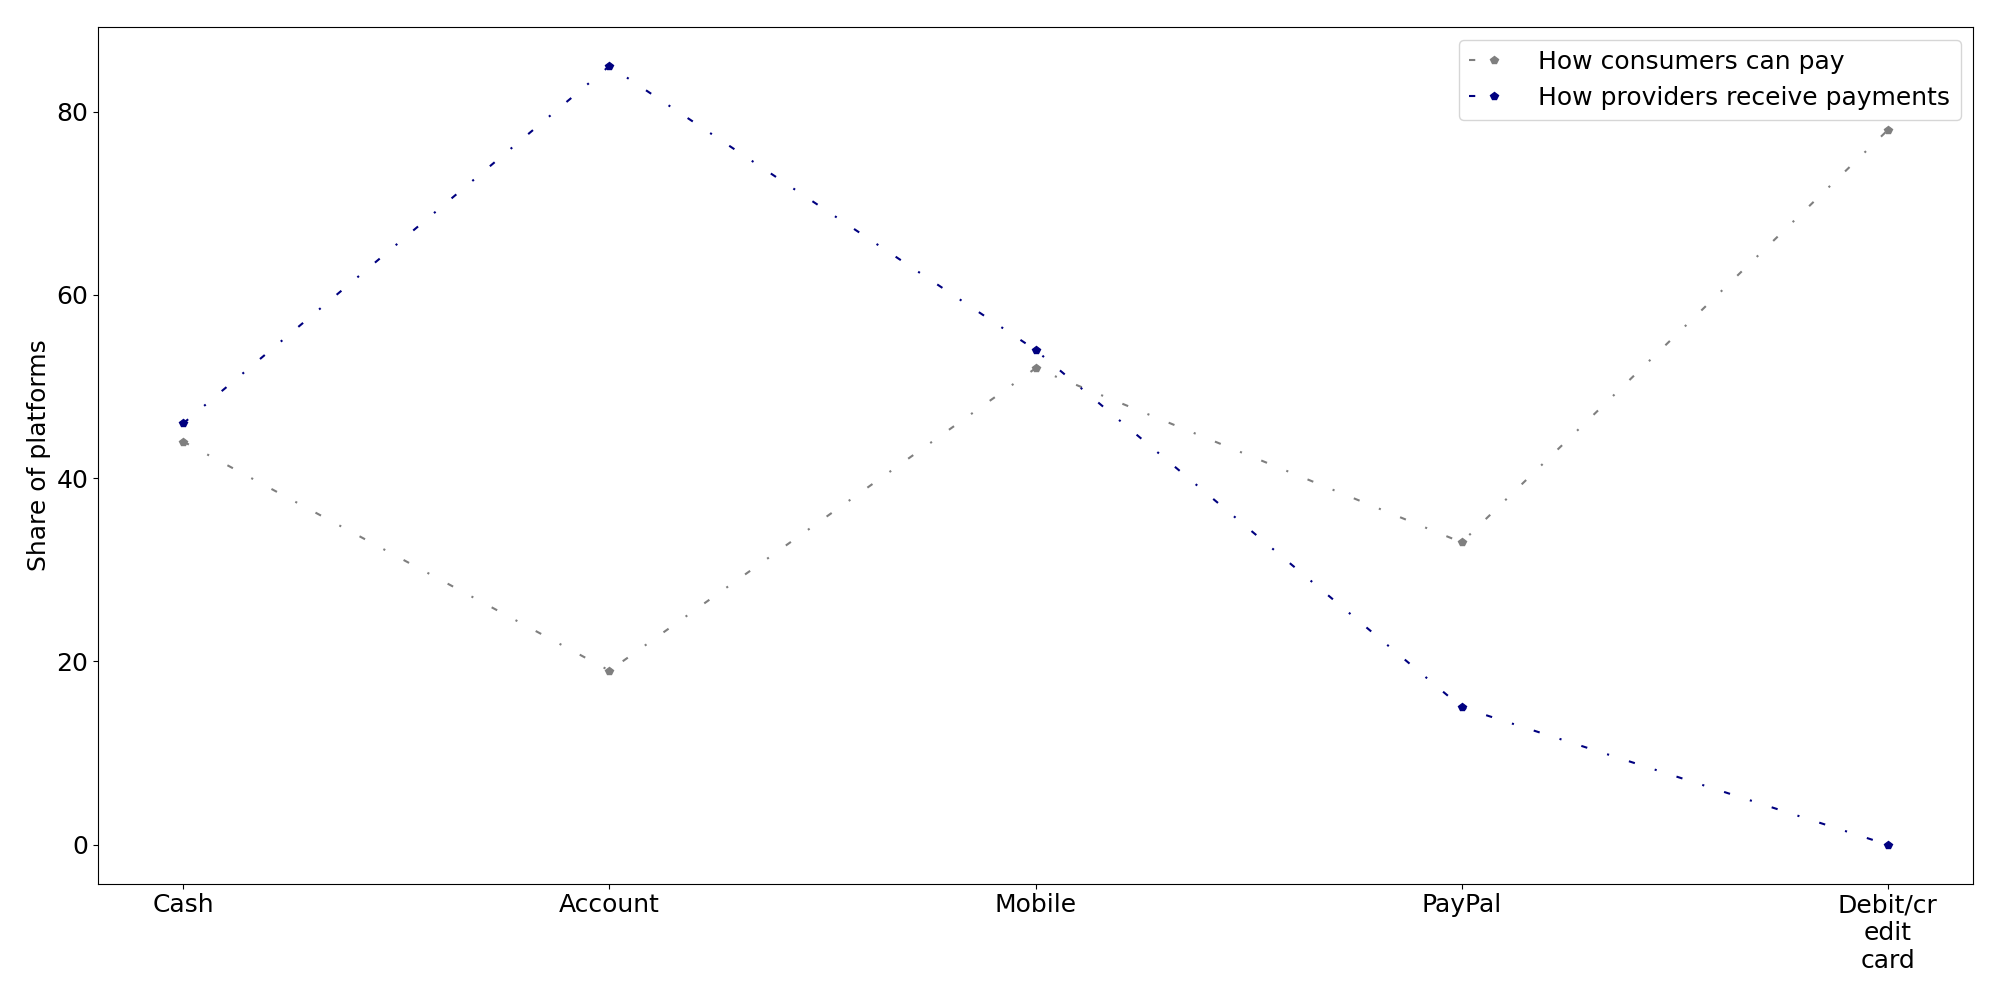 How consumers can pay
How providers receive payments
Share of platforms
80
60
40
20
0
Cash
Account
Mobile
PayPal
Debit/cr
edit
card